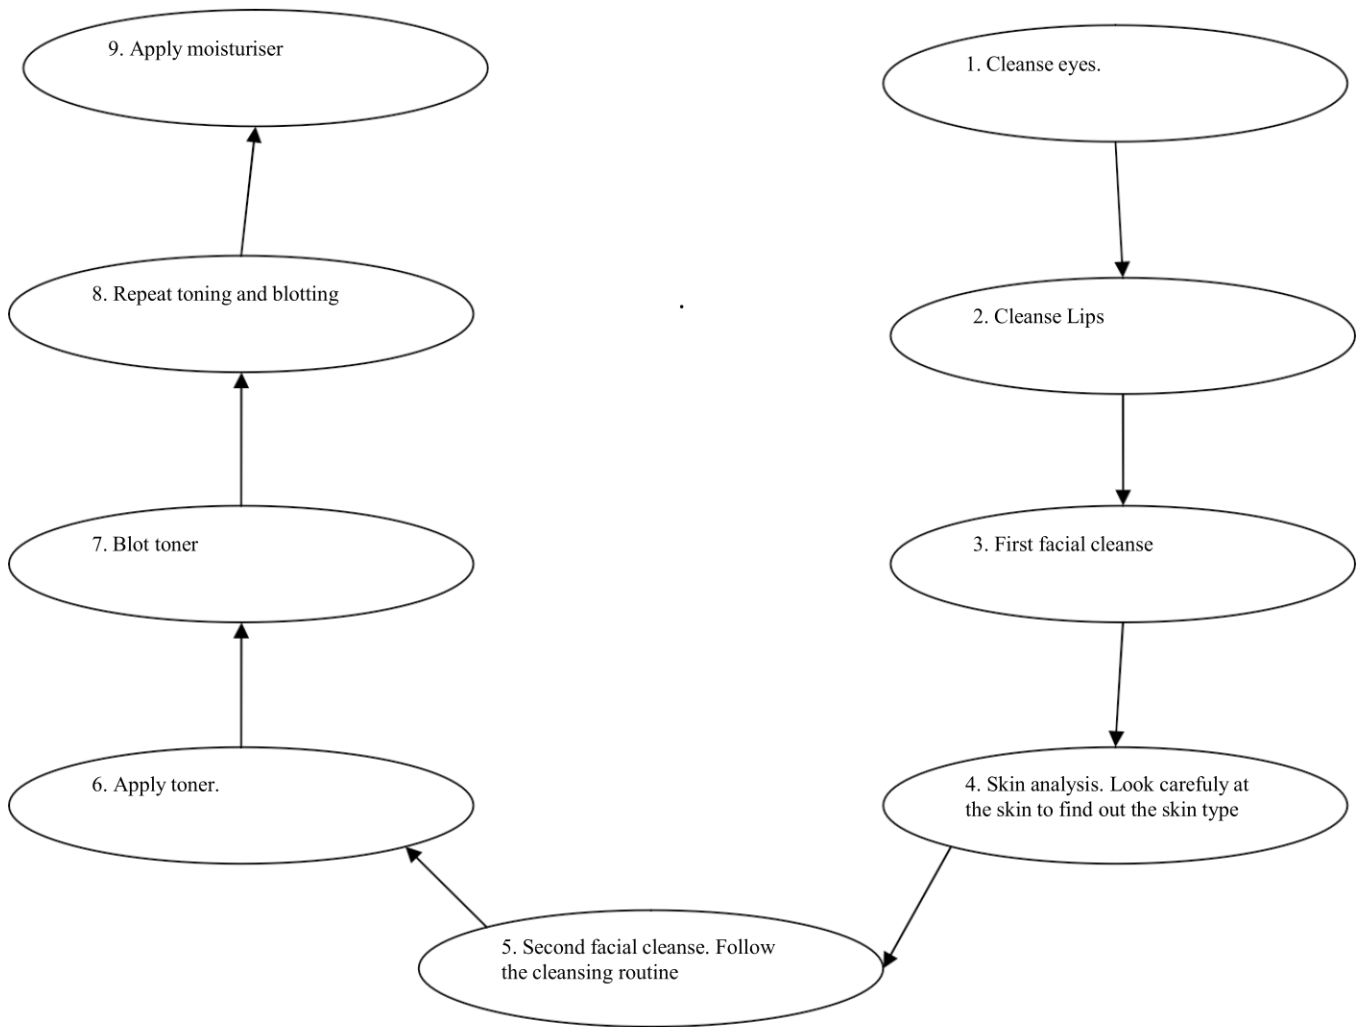 1. Cleanse eyes.
2. Cleanse Lips
3. First facial cleanse
4. Skin analysis. Look carefuly at
the skin to find out the skin type
5. Second facial cleanse. Follow
the cleansing routine
6. Apply toner.
7. Blot toner
8. Repeat toning and blotting
9. Apply moisturiser